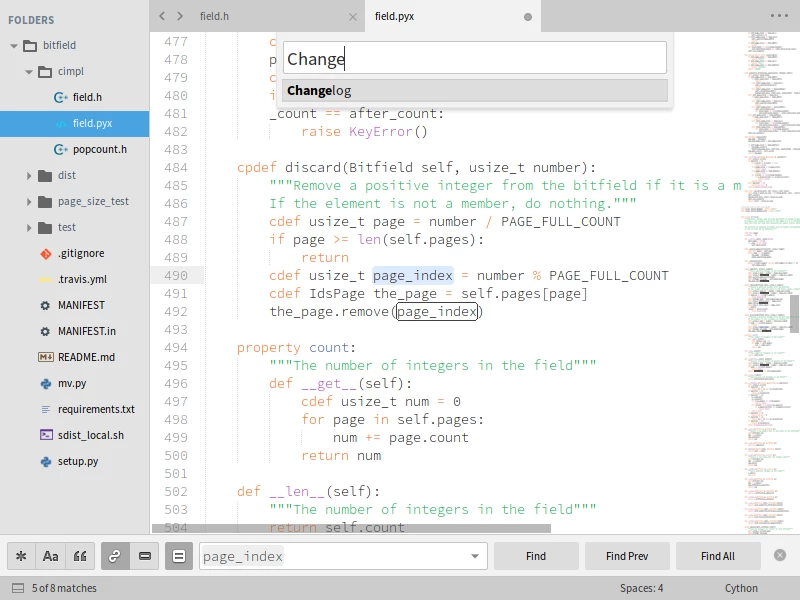 FOLDERS
bitfield
cimpl
field.h
field.pyx
popcount.h
dist
page_size_test
test
.gitignore
.travis.yml
MANIFEST
MANIFEST.in
README.md
mv.py
requirements.txt
sdist_local.sh
setup.py
field.h
field.pyx
Change
Changelog
477
478
479
480
481 _count == after_count:
482 raise KeyError()
483
484 cpdef discard(Bitfield self, usize_t number):
485 """Remove a positive integer from the bitfield if it is a m
486 If the element is not a member, do nothing."""
487 cdef usize_t page = number / PAGE_FULL_COUNT
488 if page >= len(self.pages):
489 return
490 cdef usize_t page_index = number % PAGE_FULL_COUNT
491 cdef IdsPage the_page = self.pages[page]
492 the_page.remove(page_index)
493
494 property count:
495 """The number of integers in the field"""
496 def __get__(self):
497 cdef usize_t num = 0
498 for page in self.pages:
499 num += page.count
500 return num
501
502 def __len__(self):
503 """The number of integers in the field"""
504 return self.count
Aa
page_index
Find
Find Prev
Find All
5 of 8 matches
Spaces: 4
Cython